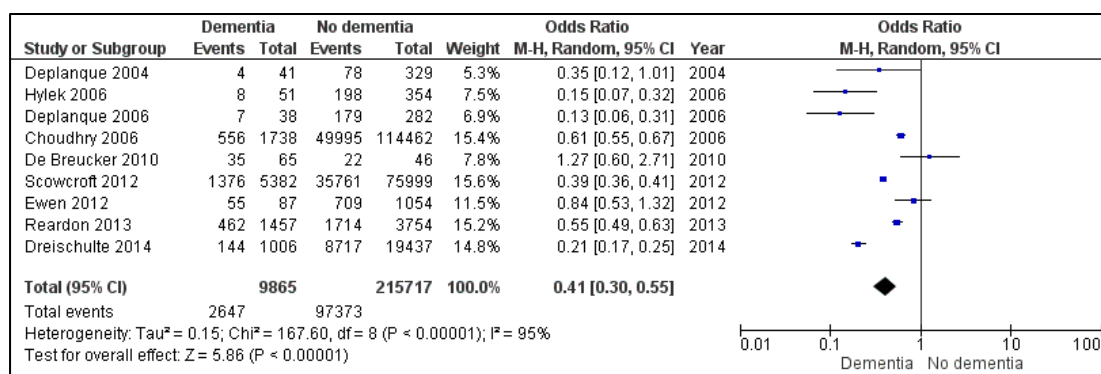 Dementia No dementia Odds Ratio Odds Ratio
Study or Subgroup Events Total Events Total Weight M-H, Random, 95% CI Year M-H, Random, 95% CI
Deplanque 2004 4 41 78 329 5.3% 0.35 [0.12, 1.01] 2004
Hylek 2006 8 51 198 354 7.5% 0.15 [0.07, 0.32] 2006
Deplanque 2006 7 38 179 282 6.9% 0.13 [0.06, 0.31] 2006
Choudhry 2006 556 1738 49995 114462 15.4% 0.61 [0.55, 0.67] 2006
De Breucker 2010 35 65 22 46 7.8% 1.27 [0.60, 2.71] 2010
Scowcroft 2012 1376 5382 35761 75999 15.6% 0.39 [0.36, 0.41] 2012
Ewen 2012 55 87 709 1054 11.5% 0.84 [0.53, 1.32] 2012
Reardon 2013 462 1457 1714 3754 15.2% 0.55 [0.49, 0.63] 2013
Dreischulte 2014 144 1006 8717 19437 14.8% 0.21 [0.17, 0.25] 2014
Total (95% CI) 9865 215717 100.0% 0.41 [0.30, 0.55]
Total events 2647 97373
Heterogeneity: Tau² = 0.15; Chi² = 167.60, df = 8 (P < 0.00001); I² = 95%
Test for overall effect: Z = 5.86 (P < 0.00001)
0.01 0.1 1 10 100
Dementia No dementia